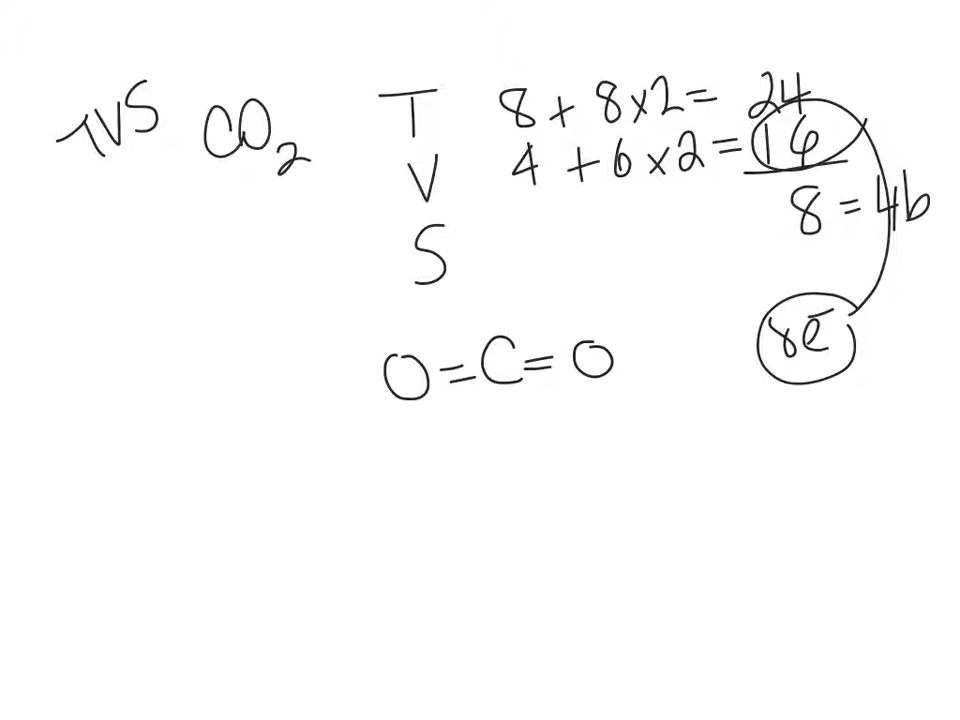 TVS CO₂ T 8 + 8x2 = 24
V 4 + 6x2 = 16
S 8 = 4b
8e̅
O=C=O